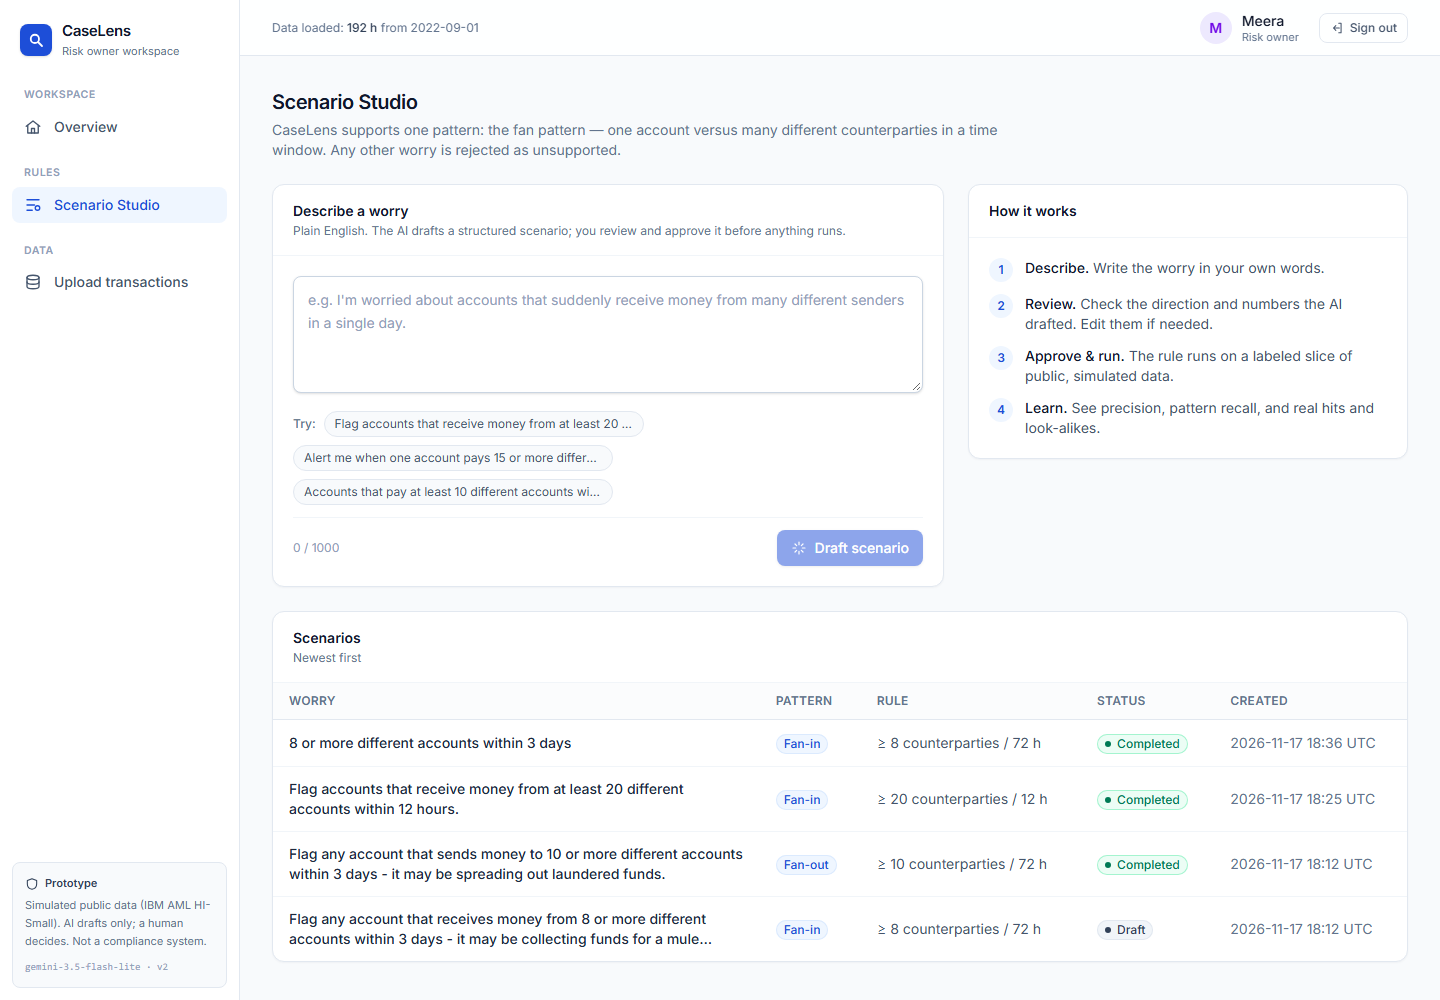 CaseLens
Risk owner workspace
WORKSPACE
Overview
RULES
Scenario Studio
DATA
Upload transactions
Prototype
Simulated public data (IBM AML HI-
Small). AI drafts only; a human
decides. Not a compliance system.
gemini-3.5-flash-lite · v2
Data loaded: 192 h from 2022-09-01
M
Meera
Risk owner
Sign out
Scenario Studio
CaseLens supports one pattern: the fan pattern — one account versus many different counterparties in a time
window. Any other worry is rejected as unsupported.
Describe a worry
Plain English. The AI drafts a structured scenario; you review and approve it before anything runs.
e.g. I'm worried about accounts that suddenly receive money from many different senders
in a single day.
Try: Flag accounts that receive money from at least 20 ...
Alert me when one account pays 15 or more differ...
Accounts that pay at least 10 different accounts wi...
0 / 1000
Draft scenario
How it works
1 Describe. Write the worry in your own words.
2 Review. Check the direction and numbers the AI
drafted. Edit them if needed.
3 Approve & run. The rule runs on a labeled slice of
public, simulated data.
4 Learn. See precision, pattern recall, and real hits and
look-alikes.
Scenarios
Newest first
WORRY PATTERN RULE STATUS CREATED
8 or more different accounts within 3 days Fan-in ≥ 8 counterparties / 72 h Completed 2026-11-17 18:36 UTC
Flag accounts that receive money from at least 20 different
accounts within 12 hours. Fan-in ≥ 20 counterparties / 12 h Completed 2026-11-17 18:25 UTC
Flag any account that sends money to 10 or more different accounts
within 3 days - it may be spreading out laundered funds. Fan-out ≥ 10 counterparties / 72 h Completed 2026-11-17 18:12 UTC
Flag any account that receives money from 8 or more different
accounts within 3 days - it may be collecting funds for a mule... Fan-in ≥ 8 counterparties / 72 h Draft 2026-11-17 18:12 UTC